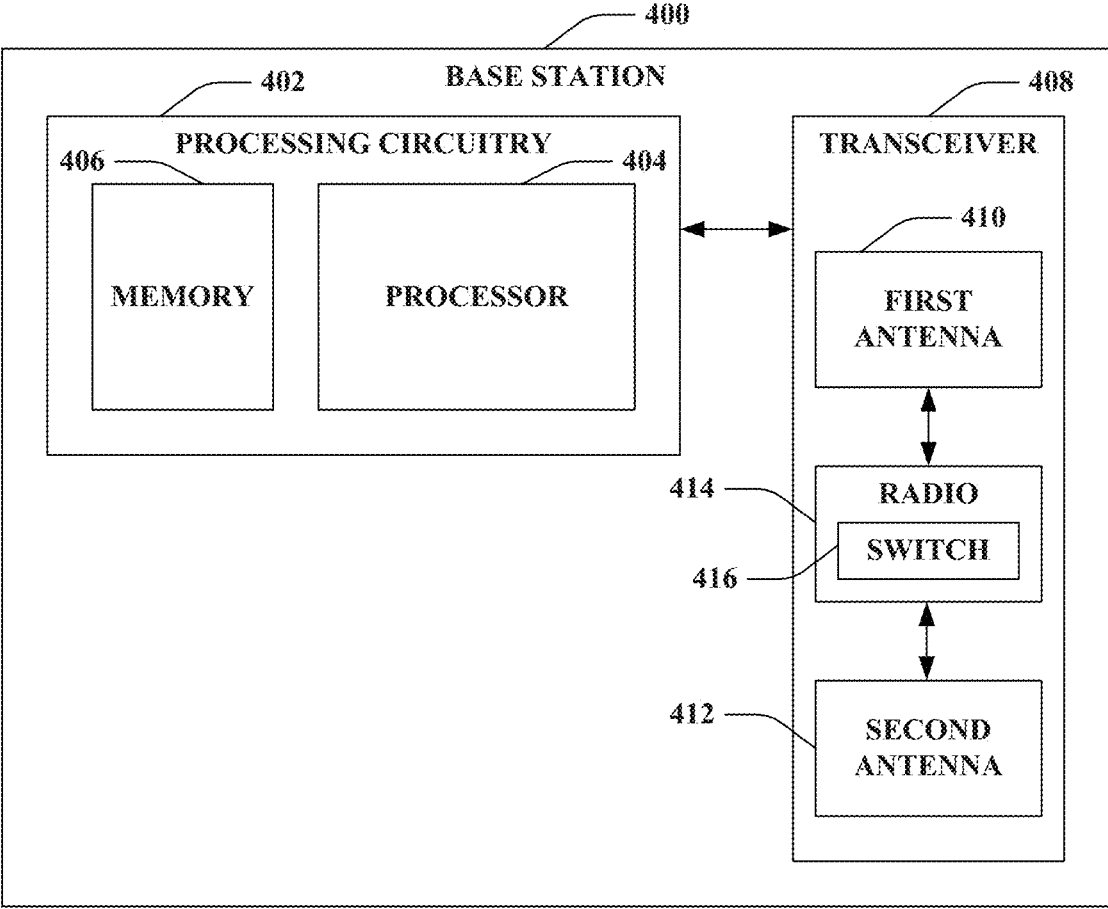 400
BASE STATION
402
408
PROCESSING CIRCUITRY
TRANSCEIVER
406
404
410
MEMORY
PROCESSOR
FIRST
ANTENNA
414
RADIO
SWITCH
416
412
SECOND
ANTENNA